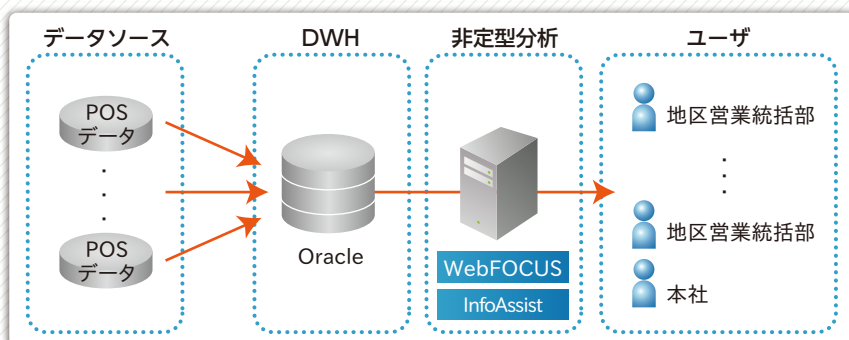 データソース
DWH
非定型分析
ユーザ
POS
データ
・
・
・
POS
データ
Oracle
WebFOCUS
InfoAssist
地区営業統括部
・
・
・
地区営業統括部
本社